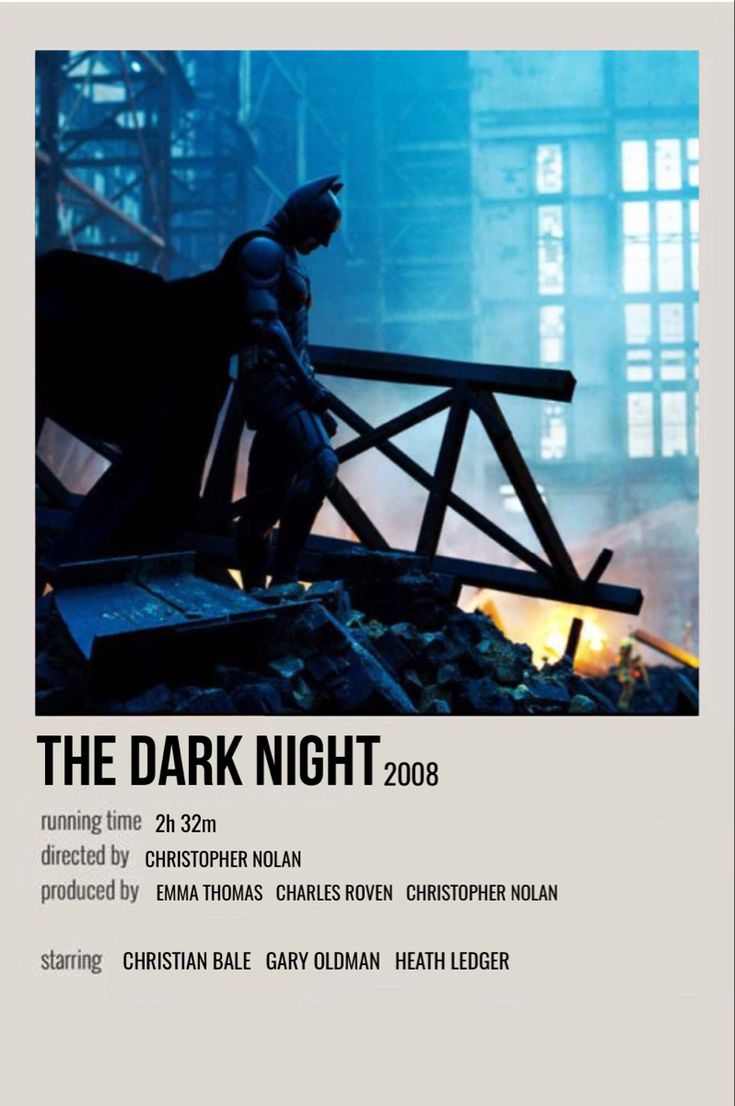 THE DARK NIGHT 2008
running time 2h 32m
directed by CHRISTOPHER NOLAN
produced by EMMA THOMAS CHARLES ROVEN CHRISTOPHER NOLAN
starring CHRISTIAN BALE GARY OLDMAN HEATH LEDGER